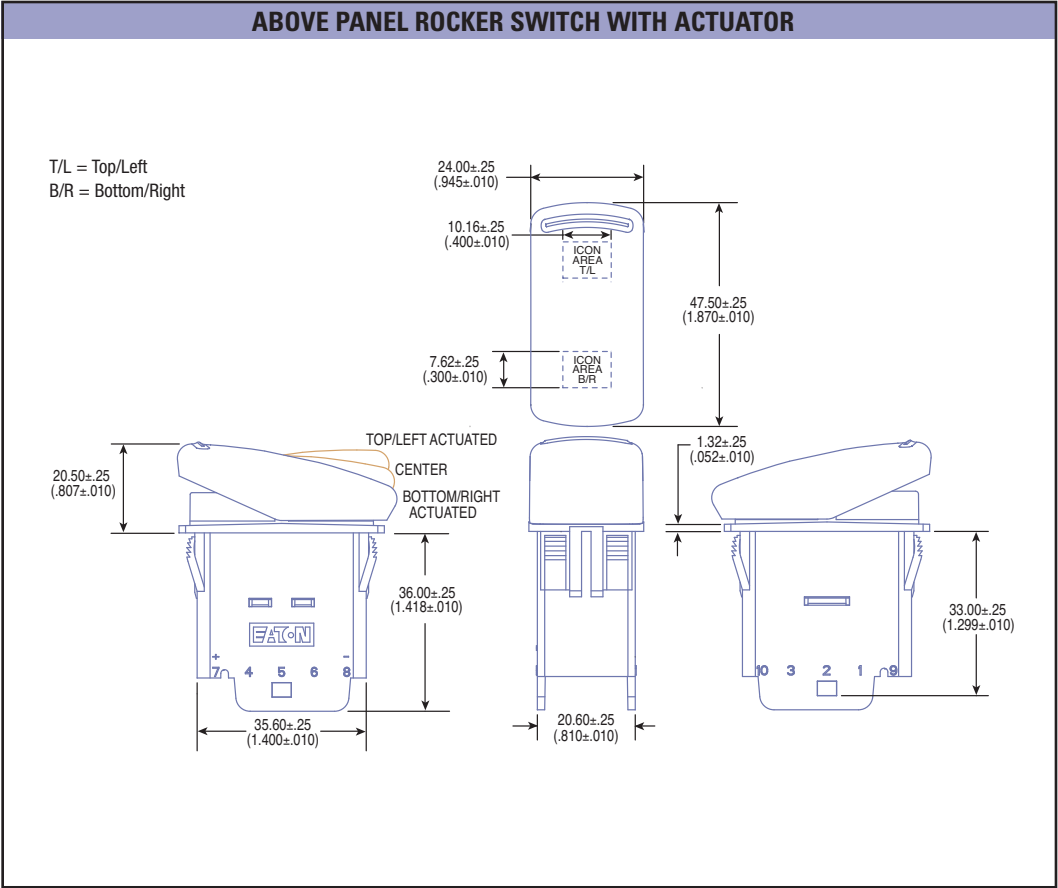 ABOVE PANEL ROCKER SWITCH WITH ACTUATOR
T/L = Top/Left
B/R = Bottom/Right
24.00±.25
(.945±.010)
10.16±.25
(.400±.010)
ICON
AREA
T/L
47.50±.25
(1.870±.010)
7.62±.25
(.300±.010)
ICON
AREA
B/R
20.50±.25
(.807±.010)
TOP/LEFT ACTUATED
CENTER
BOTTOM/RIGHT
ACTUATED
1.32±.25
(.052±.010)
36.00±.25
(1.418±.010)
33.00±.25
(1.299±.010)
EATON
+ -
7 4 5 6 8
10 3 2 1 9
35.60±.25
(1.400±.010)
20.60±.25
(.810±.010)